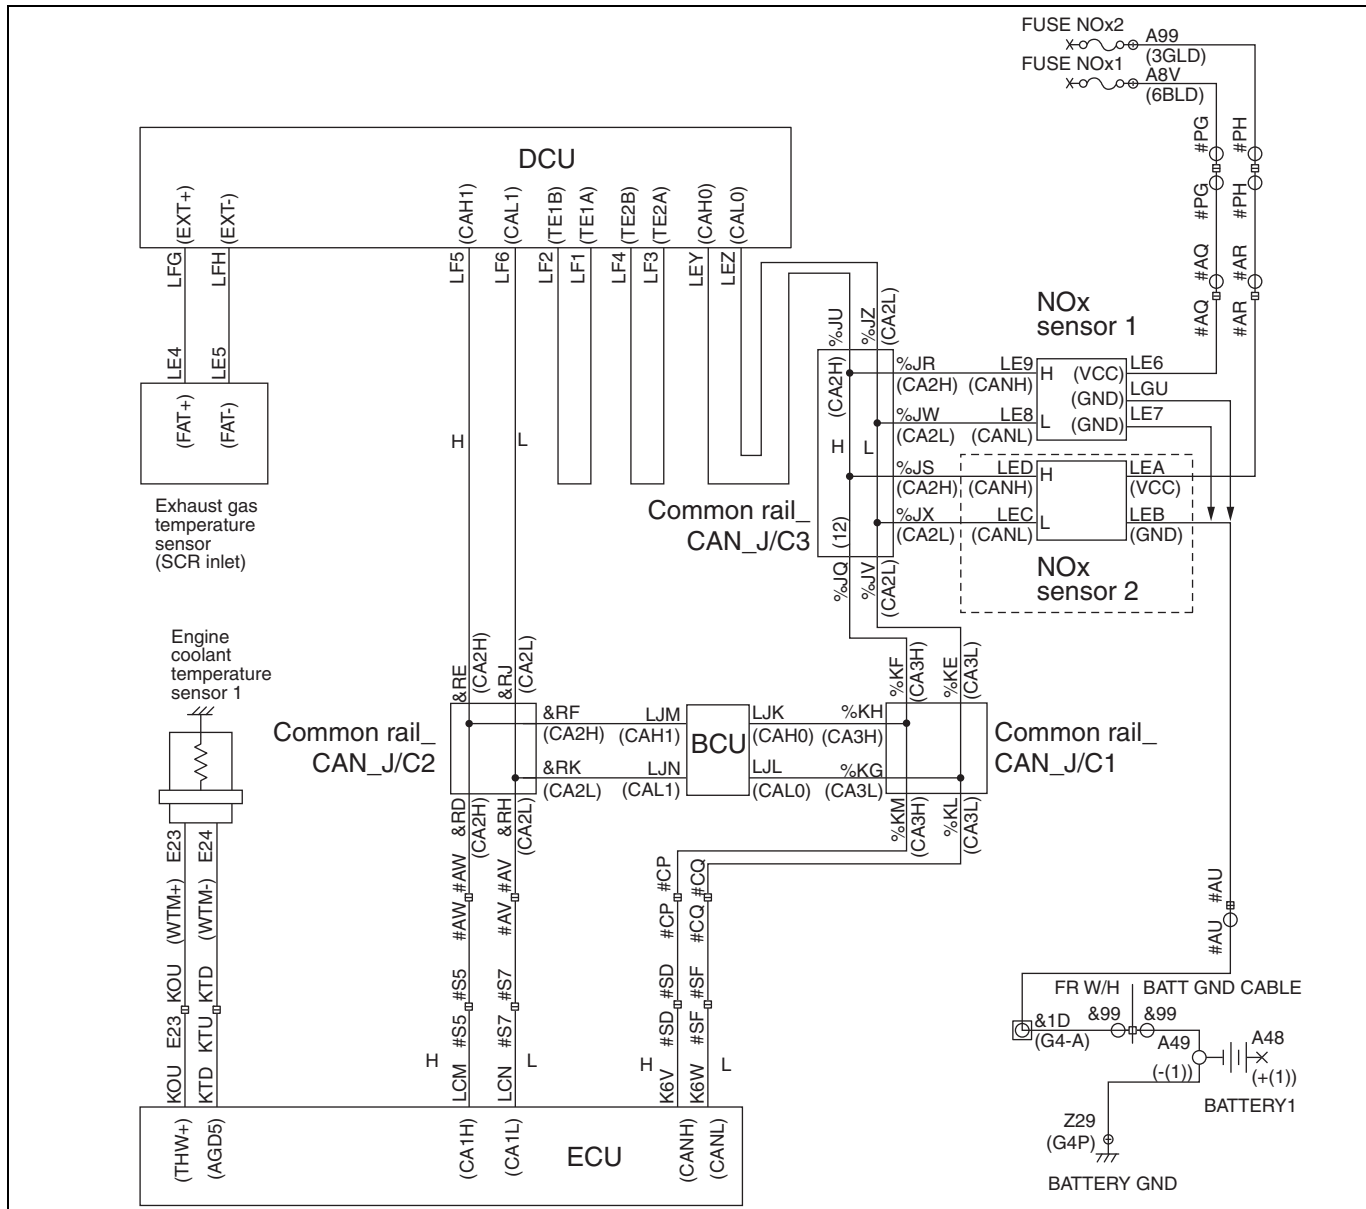 FUSE NOx2
A99
(3GLD)
FUSE NOx1
A8V
(6BLD)
#PG
#PH
#PG
#PH
#AQ
#AR
#AQ
#AR
DCU
(EXT+)
(EXT-)
(CAH1)
(CAL1)
(TE1B)
(TE1A)
(TE2B)
(TE2A)
(CAH0)
(CAL0)
LFG
LFH
LF5
LF6
LF2
LF1
LF4
LF3
LEY
LEZ
LE4
LE5
(FAT+)
(FAT-)
Exhaust gas
temperature
sensor
(SCR inlet)
H
L
%JU
%JZ
(CA2L)
(CA2H)
H
L
(12)
Common rail_
CAN_J/C3
%JR
(CA2H)
%JW
(CA2L)
%JS
(CA2H)
%JX
(CA2L)
LE9
(CANH)
LE8
(CANL)
LED
(CANH)
LEC
(CANL)
NOx
sensor 1
H
L
(VCC)
(GND)
(GND)
LE6
LGU
LE7
H
L
LEA
(VCC)
LEB
(GND)
NOx
sensor 2
%JQ
%JV
(CA2L)
Engine
coolant
temperature
sensor 1
&RE
(CA2H)
&RJ
(CA2L)
%KF
(CA3H)
%KE
(CA3L)
Common rail_
CAN_J/C2
&RF
(CA2H)
&RK
(CA2L)
LJM
(CAH1)
LJN
(CAL1)
BCU
LJK
(CAH0)
LJL
(CAL0)
%KH
(CA3H)
%KG
(CA3L)
Common rail_
CAN_J/C1
&RD
(CA2H)
&RH
(CA2L)
%KM
(CA3H)
%KL
(CA3L)
E23
E24
(WTM+)
(WTM-)
KOU
KTD
E23
KTU
KOU
KTD
#AW
#AV
#AW
#AV
#S5
#S7
#S5
#S7
H
L
LCM
LCN
#CP
#CQ
#CP
#CQ
#SD
#SF
#SD
#SF
H
L
K6V
K6W
#AU
#AU
FR W/H
BATT GND CABLE
&1D
(G4-A)
&99
&99
A49
(-(1))
A48
(+(1))
BATTERY1
Z29
(G4P)
BATTERY GND
(THW+)
(AGD5)
(CA1H)
(CA1L)
ECU
(CANH)
(CANL)